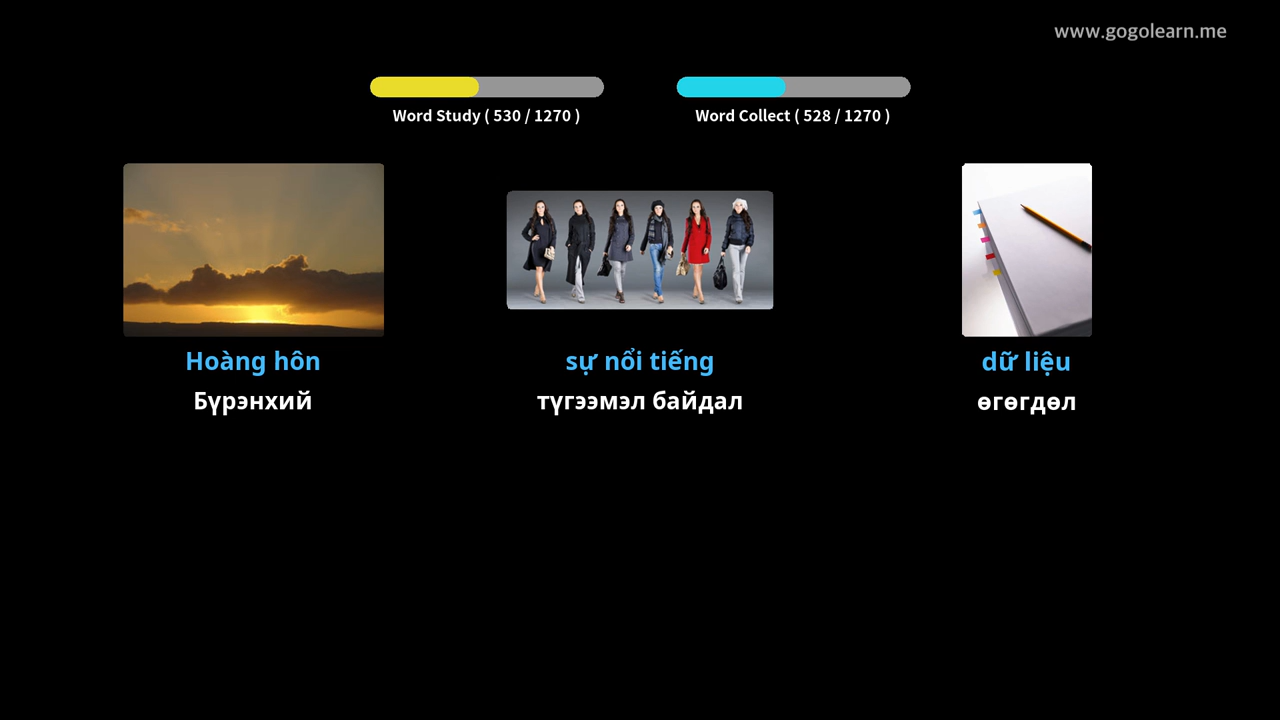 www.gogolearn.me
Word Study ( 530 / 1270 )
Word Collect ( 528 / 1270 )
Hoàng hôn
Бүрэнхий
sự nổi tiếng
түгээмэл байдал
dữ liệu
өгөгдөл